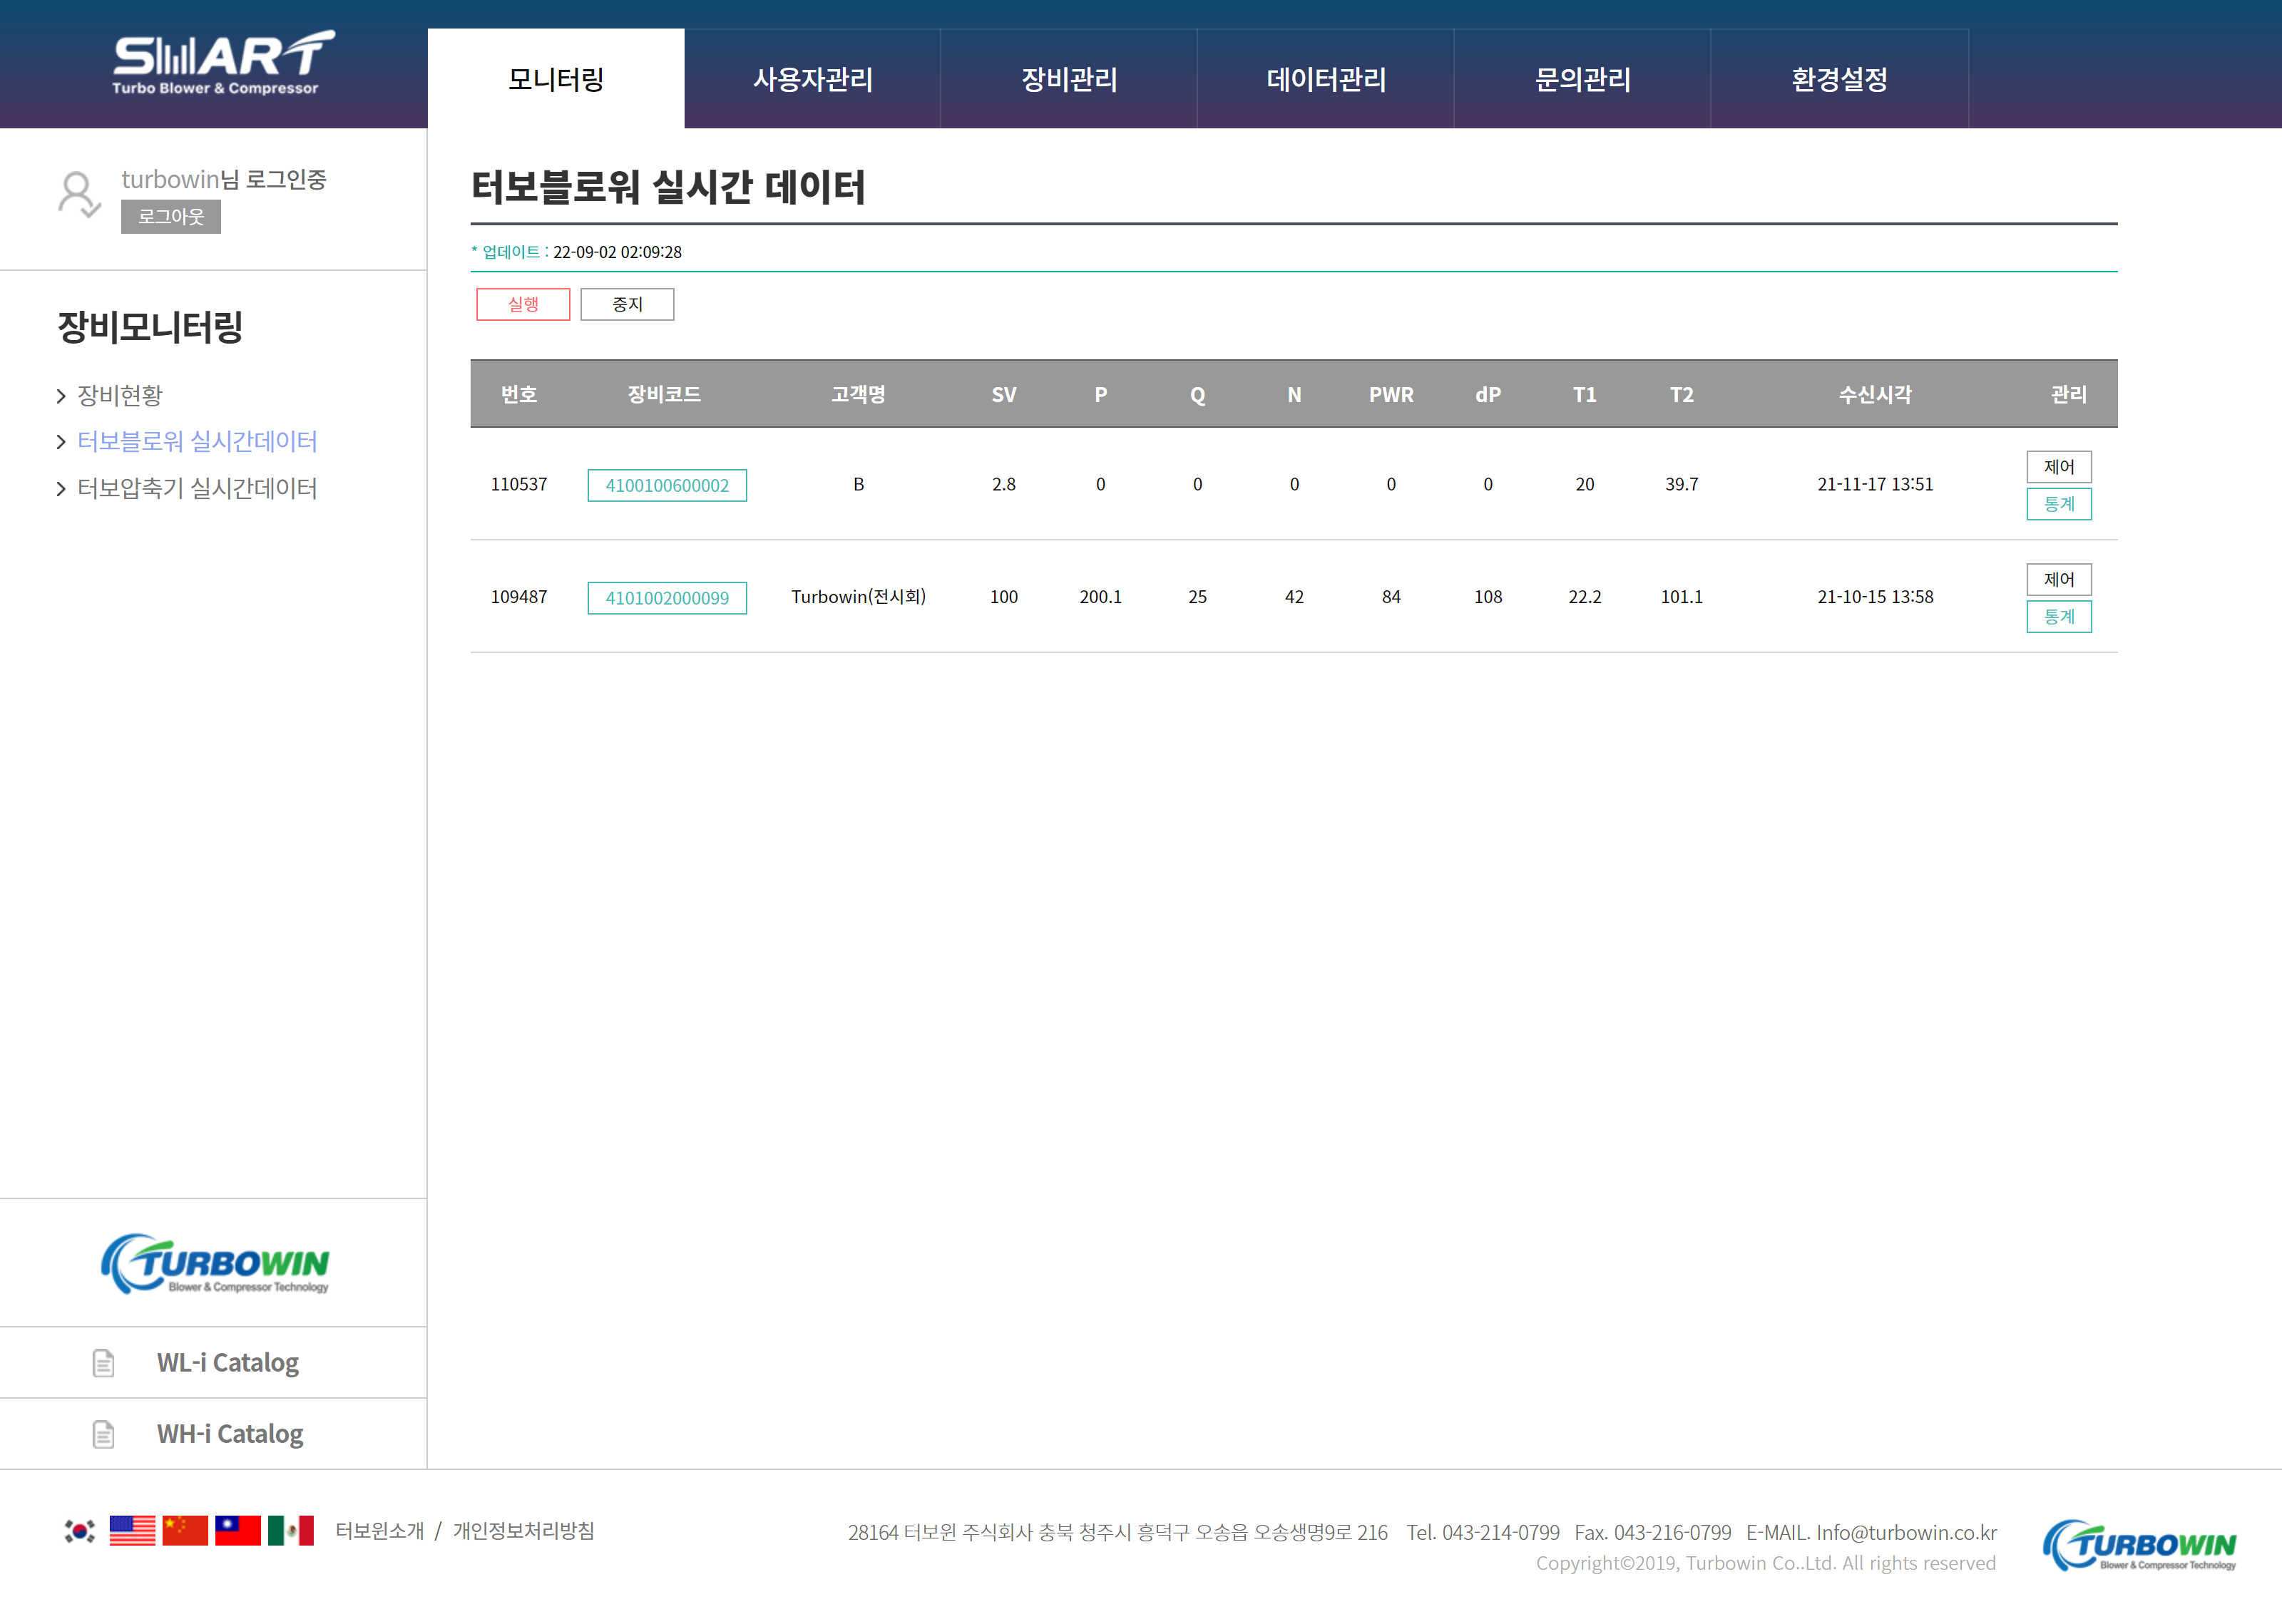 SMART
Turbo Blower & Compressor
모니터링 사용자관리 장비관리 데이터관리 문의관리 환경설정
turbowin님 로그인중
로그아웃
장비모니터링
장비현황
터보블로워 실시간데이터
터보압축기 실시간데이터
터보블로워 실시간 데이터
* 업데이트 : 22-09-02 02:09:28
실행 중지
번호 장비코드 고객명 SV P Q N PWR dP T1 T2 수신시각 관리
110537 4100100600002 B 2.8 0 0 0 0 0 20 39.7 21-11-17 13:51 제어
통계
109487 4101002000099 Turbowin(전시회) 100 200.1 25 42 84 108 22.2 101.1 21-10-15 13:58 제어
통계
TURBOWIN
Blower & Compressor Technology
WL-i Catalog
WH-i Catalog
터보윈소개 / 개인정보처리방침
28164 터보윈 주식회사 충북 청주시 흥덕구 오송읍 오송생명9로 216 Tel. 043-214-0799 Fax. 043-216-0799 E-MAIL. Info@turbowin.co.kr
Copyright©2019, Turbowin Co..Ltd. All rights reserved
TURBOWIN
Blower & Compressor Technology